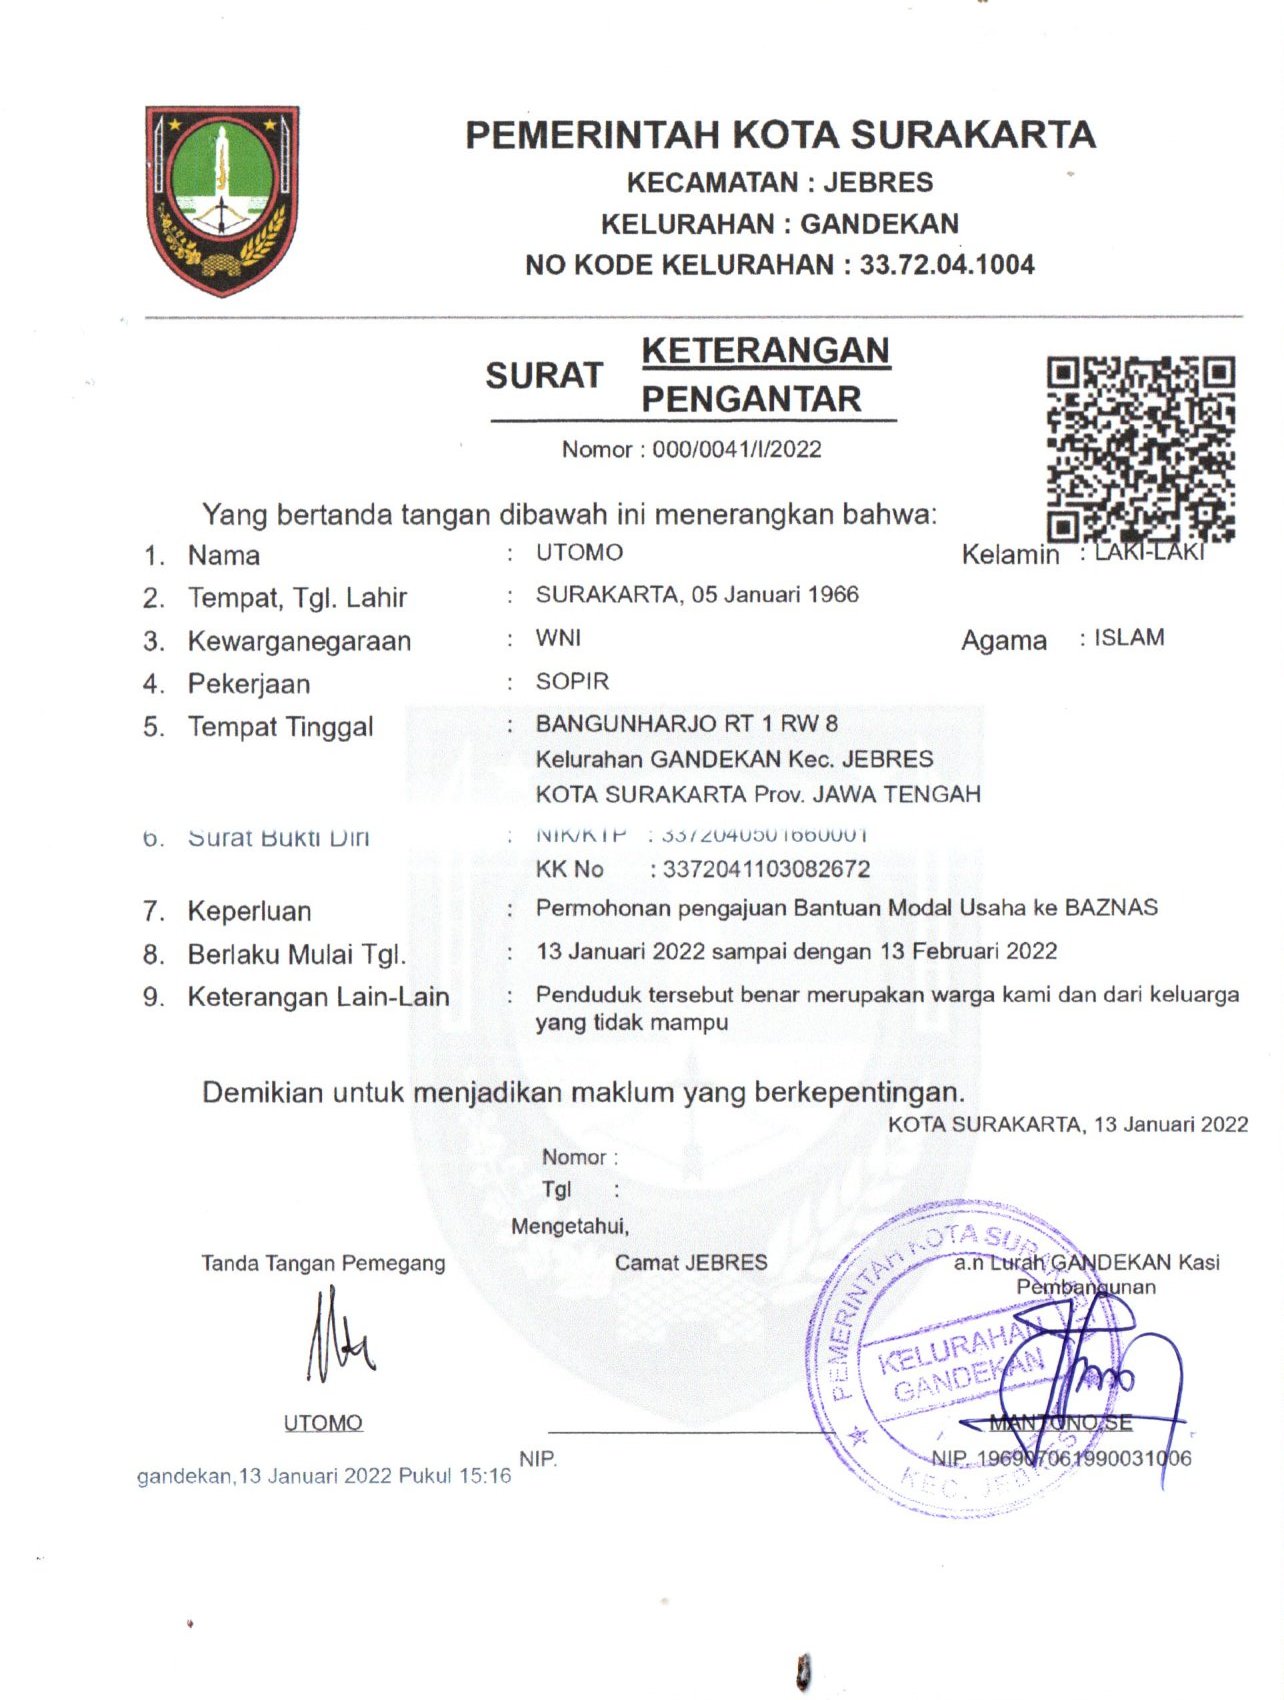 PEMERINTAH KOTA SURAKARTA
KECAMATAN : JEBRES
KELURAHAN : GANDEKAN
NO KODE KELURAHAN : 33.72.04.1004
SURAT KETERANGAN
PENGANTAR
Nomor : 000/0041/I/2022
Yang bertanda tangan dibawah ini menerangkan bahwa:
1. Nama : UTOMO Kelamin : LAKI-LAKI
2. Tempat, Tgl. Lahir : SURAKARTA, 05 Januari 1966
3. Kewarganegaraan : WNI Agama : ISLAM
4. Pekerjaan : SOPIR
5. Tempat Tinggal : BANGUNHARJO RT 1 RW 8
Kelurahan GANDEKAN Kec. JEBRES
KOTA SURAKARTA Prov. JAWA TENGAH
6. Surat Bukti Diri : NIK/KTP : 3372040501660001
KK No : 3372041103082672
7. Keperluan : Permohonan pengajuan Bantuan Modal Usaha ke BAZNAS
8. Berlaku Mulai Tgl. : 13 Januari 2022 sampai dengan 13 Februari 2022
9. Keterangan Lain-Lain : Penduduk tersebut benar merupakan warga kami dan dari keluarga
yang tidak mampu
Demikian untuk menjadikan maklum yang berkepentingan.
KOTA SURAKARTA, 13 Januari 2022
Nomor :
Tgl :
Mengetahui,
Tanda Tangan Pemegang Camat JEBRES a.n Lurah GANDEKAN Kasi
Pembangunan
PEMERINTAH KOTA SURAKARTA
KELURAHAN
GANDEKAN
KEC. JEBRES
UTOMO MANTONO,SE
NIP. NIP. 196907061990031006
gandekan,13 Januari 2022 Pukul 15:16